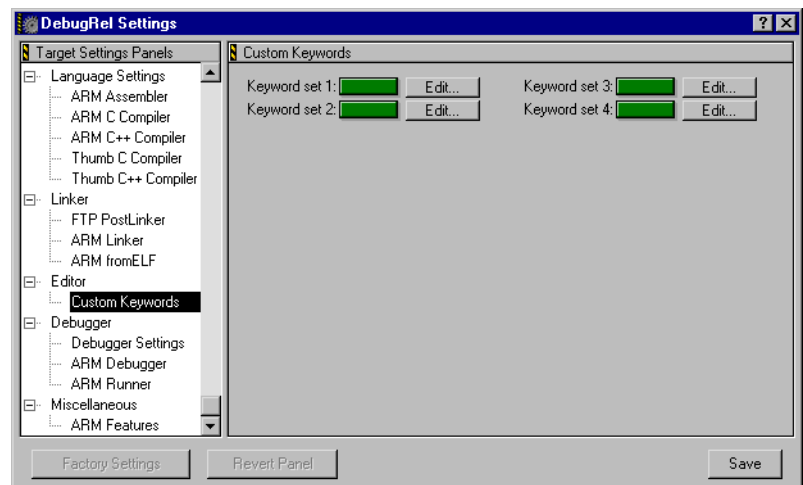 DebugRel Settings
Target Settings Panels
Language Settings
ARM Assembler
ARM C Compiler
ARM C++ Compiler
Thumb C Compiler
Thumb C++ Compiler
Linker
FTP PostLinker
ARM Linker
ARM fromELF
Editor
Custom Keywords
Debugger
Debugger Settings
ARM Debugger
ARM Runner
Miscellaneous
ARM Features
Custom Keywords
Keyword set 1: Edit... Keyword set 3: Edit...
Keyword set 2: Edit... Keyword set 4: Edit...
Factory Settings Revert Panel Save